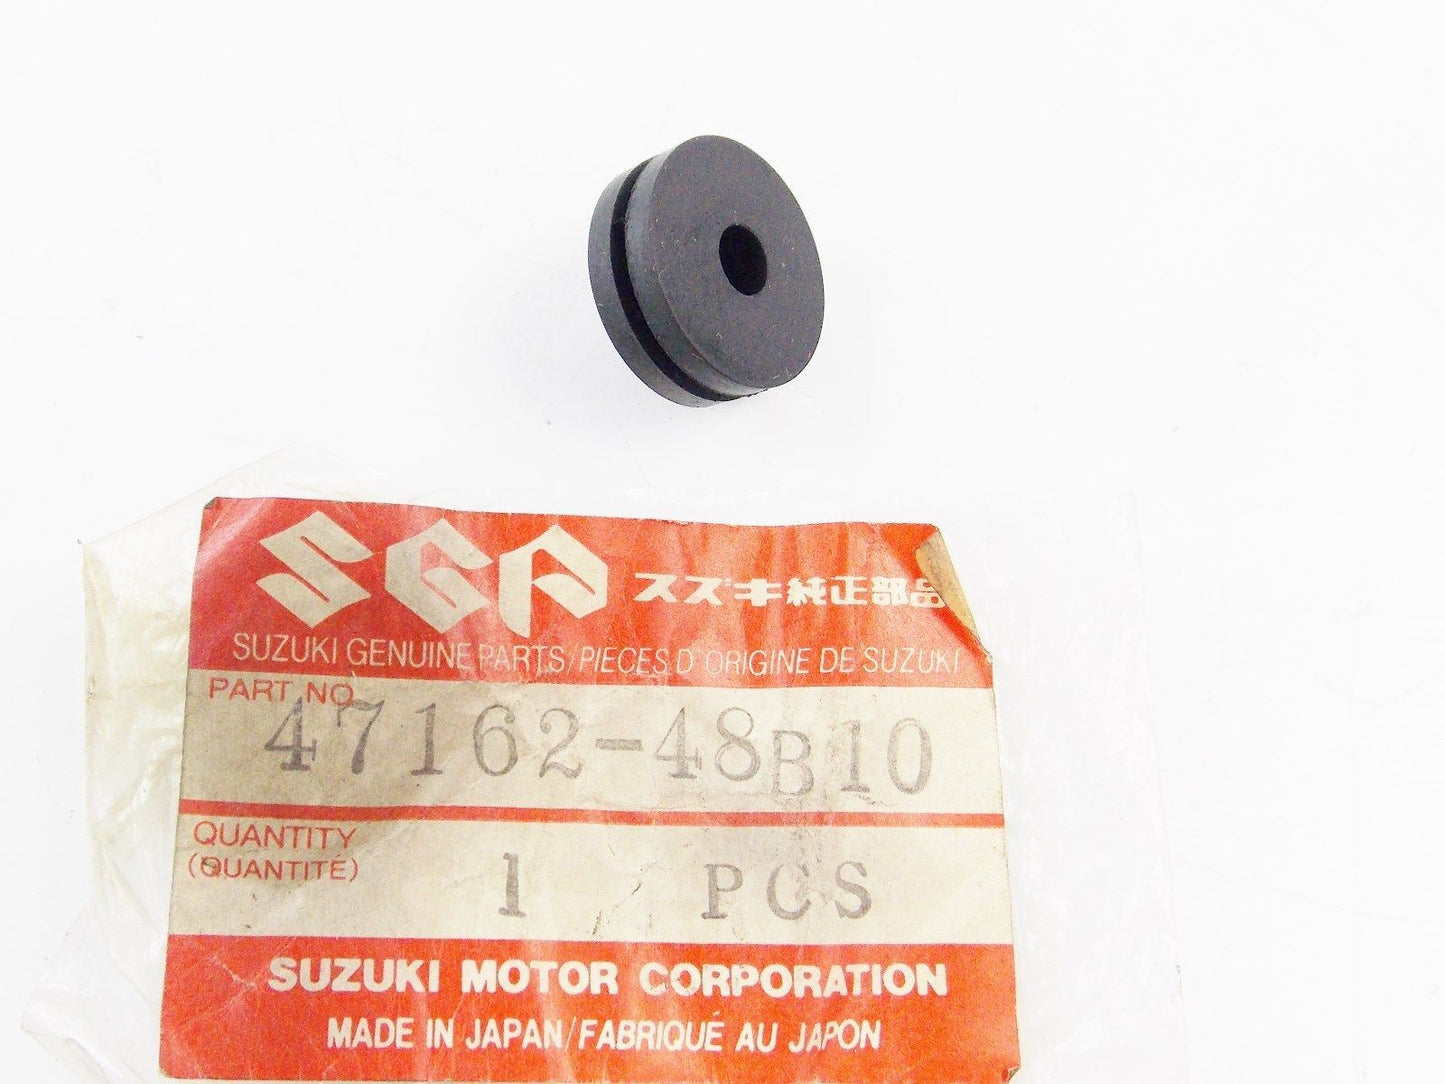 SGP スズキ純正部品
SUZUKI GENUINE PARTS/PIECES D'ORIGINE DE SUZUKI
PART NO.
47162-48B10
QUANTITY
(QUANTITÉ)
1 PCS
SUZUKI MOTOR CORPORATION
MADE IN JAPAN/FABRIQUÉ AU JAPON